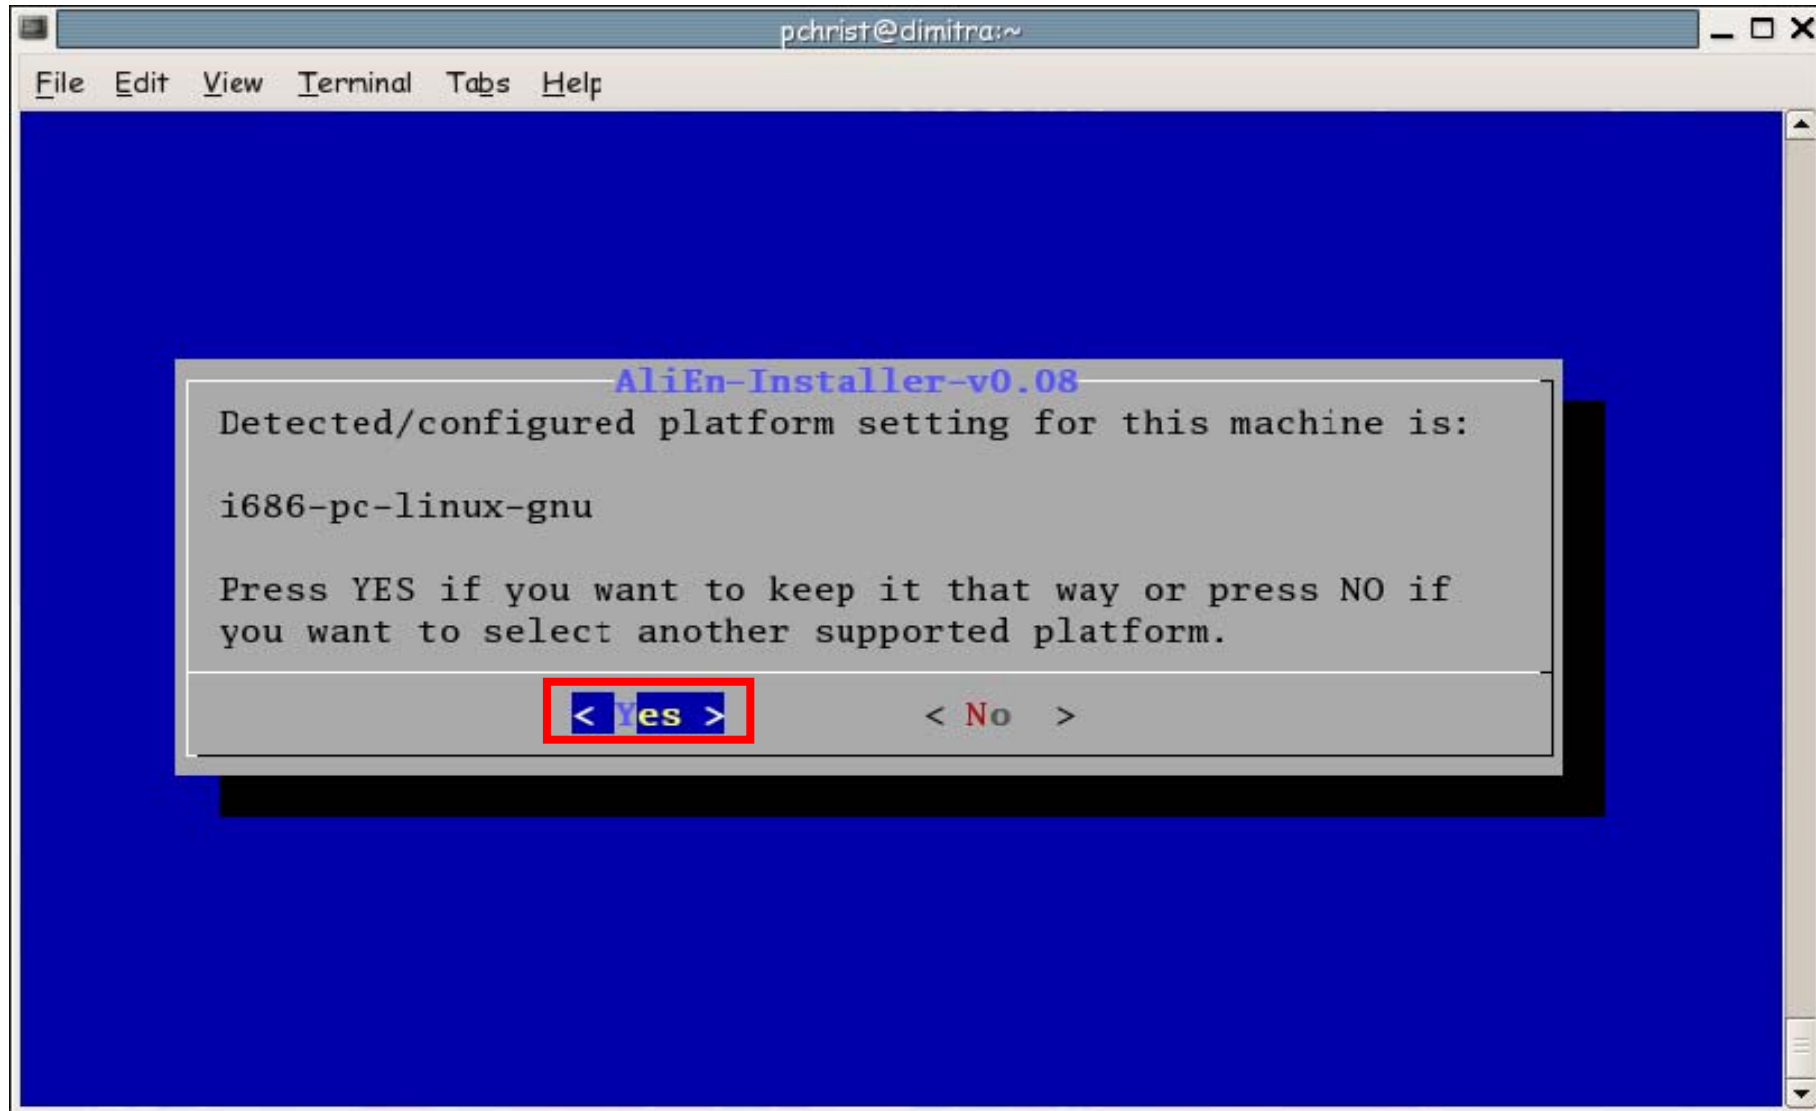 pchrist@dimitra:~
File Edit View Terminal Tabs Help
AliEn-Installer-v0.08
Detected/configured platform setting for this machine is:
i686-pc-linux-gnu
Press YES if you want to keep it that way or press NO if
you want to select another supported platform.
< Yes > < No >